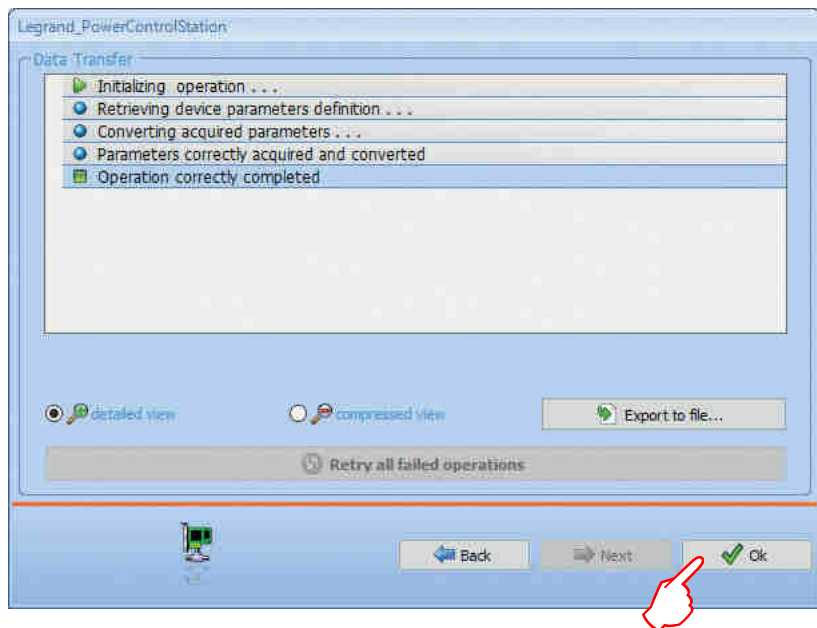 Legrand_PowerControlStation
Data Transfer
Initializing operation . . .
Retrieving device parameters definition . . .
Converting acquired parameters . . .
Parameters correctly acquired and converted
Operation correctly completed
detailed view
compressed view
Export to file...
Retry all failed operations
Back
Next
Ok